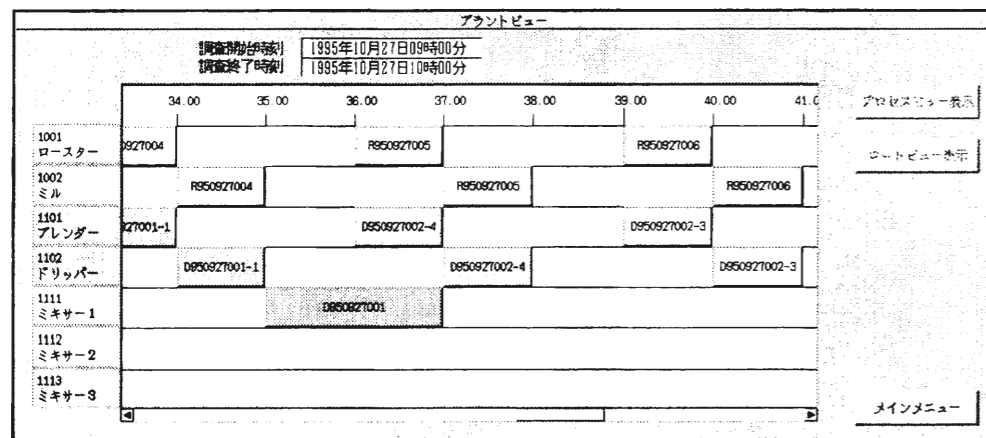 プラントビュー
調査開始時刻 1995年10月27日09時00分
調査終了時刻 1995年10月27日10時00分
34.00 35.00 36.00 37.00 38.00 39.00 40.00 41.0
プロセスビュー表示
ロットビュー表示
1001
ロースター
0927004 R950927005 R950927006
1002
ミル
R950927004 R950927005 R950927006
1101
ブレンダー
927001-1 D950927002-4 D950927002-3
1102
ドリッパー
D950927001-1 D950927002-4 D950927002-3
1111
ミキサー1
D950927001
1112
ミキサー2
1113
ミキサー3
メインメニュー